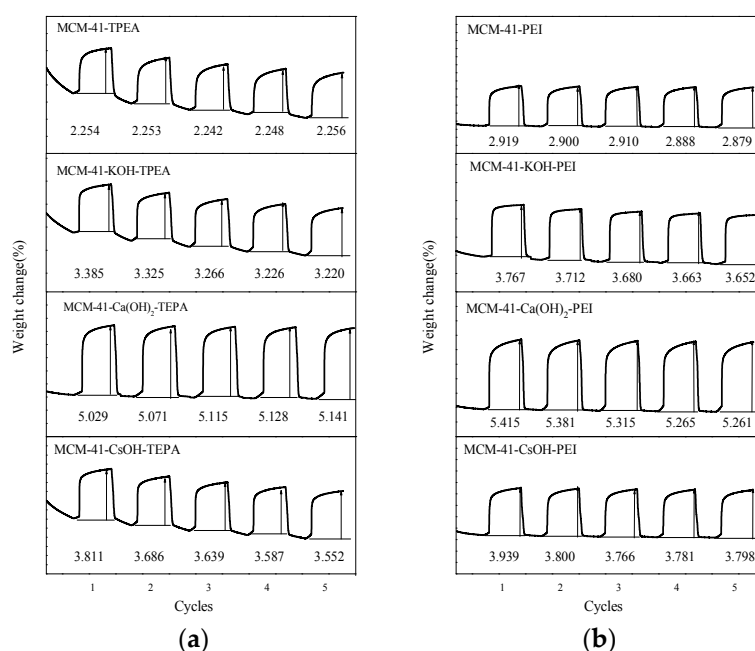 MCM-41-TPEA
2.254 2.253 2.242 2.248 2.256
MCM-41-KOH-TPEA
3.385 3.325 3.266 3.226 3.220
MCM-41-Ca(OH)2-TEPA
5.029 5.071 5.115 5.128 5.141
MCM-41-CsOH-TEPA
3.811 3.686 3.639 3.587 3.552
1 2 3 4 5
Cycles
Weight change(%)
(a)
MCM-41-PEI
2.919 2.900 2.910 2.888 2.879
MCM-41-KOH-PEI
3.767 3.712 3.680 3.663 3.652
MCM-41-Ca(OH)2-PEI
5.415 5.381 5.315 5.265 5.261
MCM-41-CsOH-PEI
3.939 3.800 3.766 3.781 3.798
1 2 3 4 5
Cycles
Weight change(%)
(b)